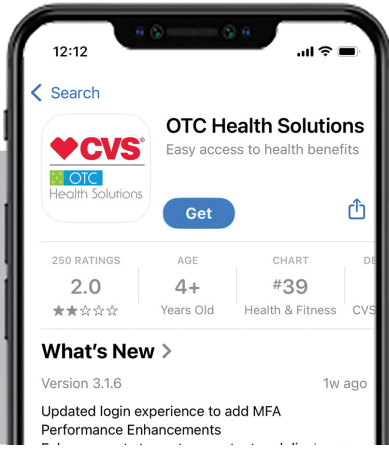 12:12
Search
CVS
OTC
Health Solutions
OTC Health Solutions
Easy access to health benefits
Get
250 RATINGS
2.0
AGE
4+
Years Old
CHART
#39
Health & Fitness
DE
CVS
What's New
Version 3.1.6
1w ago
Updated login experience to add MFA
Performance Enhancements